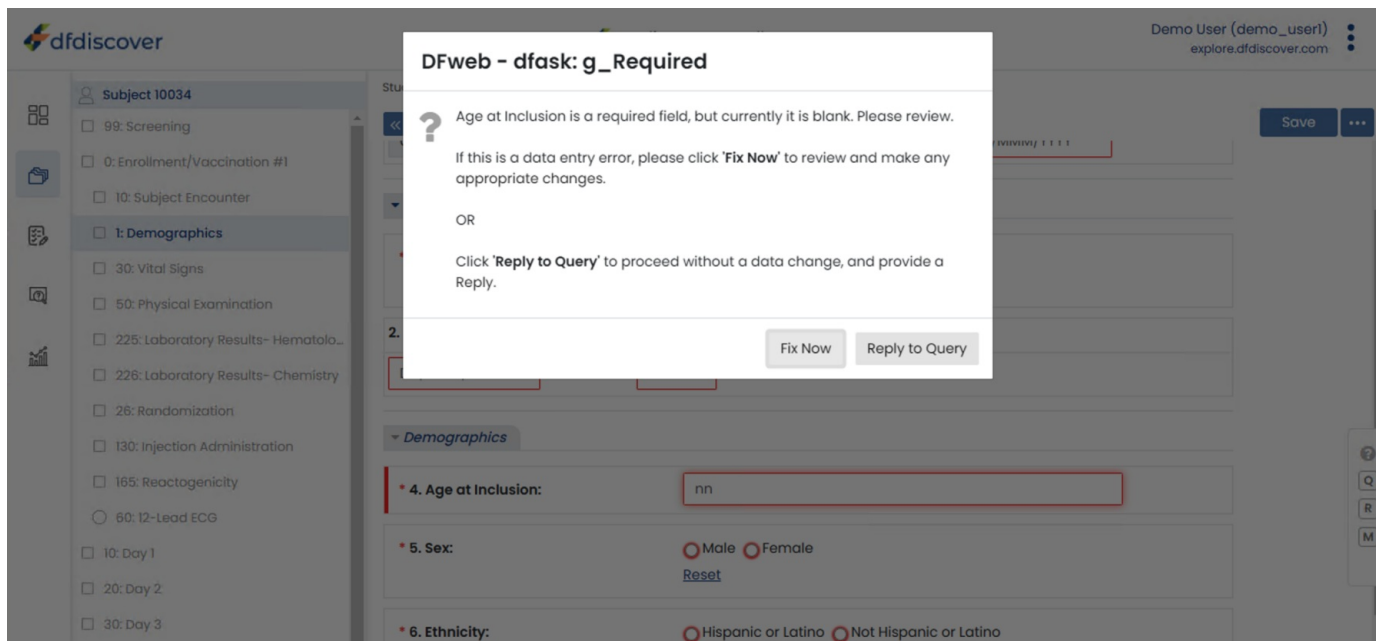 dfdiscover
Demo User (demo_user1)
explore.dfdiscover.com
Subject 10034
99: Screening
0: Enrollment/Vaccination #1
10: Subject Encounter
1: Demographics
30: Vital Signs
50: Physical Examination
225: Laboratory Results- Hematolo...
226: Laboratory Results- Chemistry
26: Randomization
130: Injection Administration
165: Reactogenicity
60: 12-Lead ECG
10: Day 1
20: Day 2
30: Day 3
Save
DFweb - dfask: g_Required
Age at Inclusion is a required field, but currently it is blank. Please review.
If this is a data entry error, please click 'Fix Now' to review and make any
appropriate changes.
OR
Click 'Reply to Query' to proceed without a data change, and provide a
Reply.
Fix Now
Reply to Query
2.
Demographics
* 4. Age at Inclusion:
nn
* 5. Sex:
Male Female
Reset
* 6. Ethnicity:
Hispanic or Latino Not Hispanic or Latino
Q
R
M